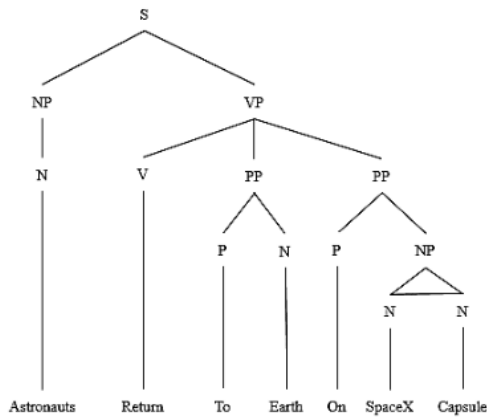 S
NP VP
N V PP PP
P N P NP
N N
Astronauts Return To Earth On SpaceX Capsule